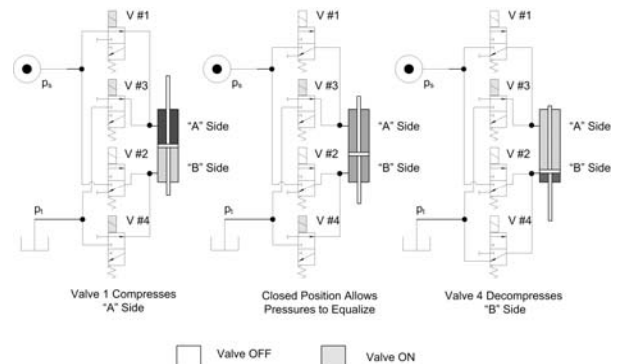 V #1
V #1
V #1
pₛ
V #3
pₛ
V #3
pₛ
V #3
"A" Side
"A" Side
"A" Side
V #2
V #2
V #2
"B" Side
"B" Side
"B" Side
pₜ
V #4
pₜ
V #4
pₜ
V #4
Valve 1 Compresses
"A" Side
Closed Position Allows
Pressures to Equalize
Valve 4 Decompresses
"B" Side
Valve OFF
Valve ON